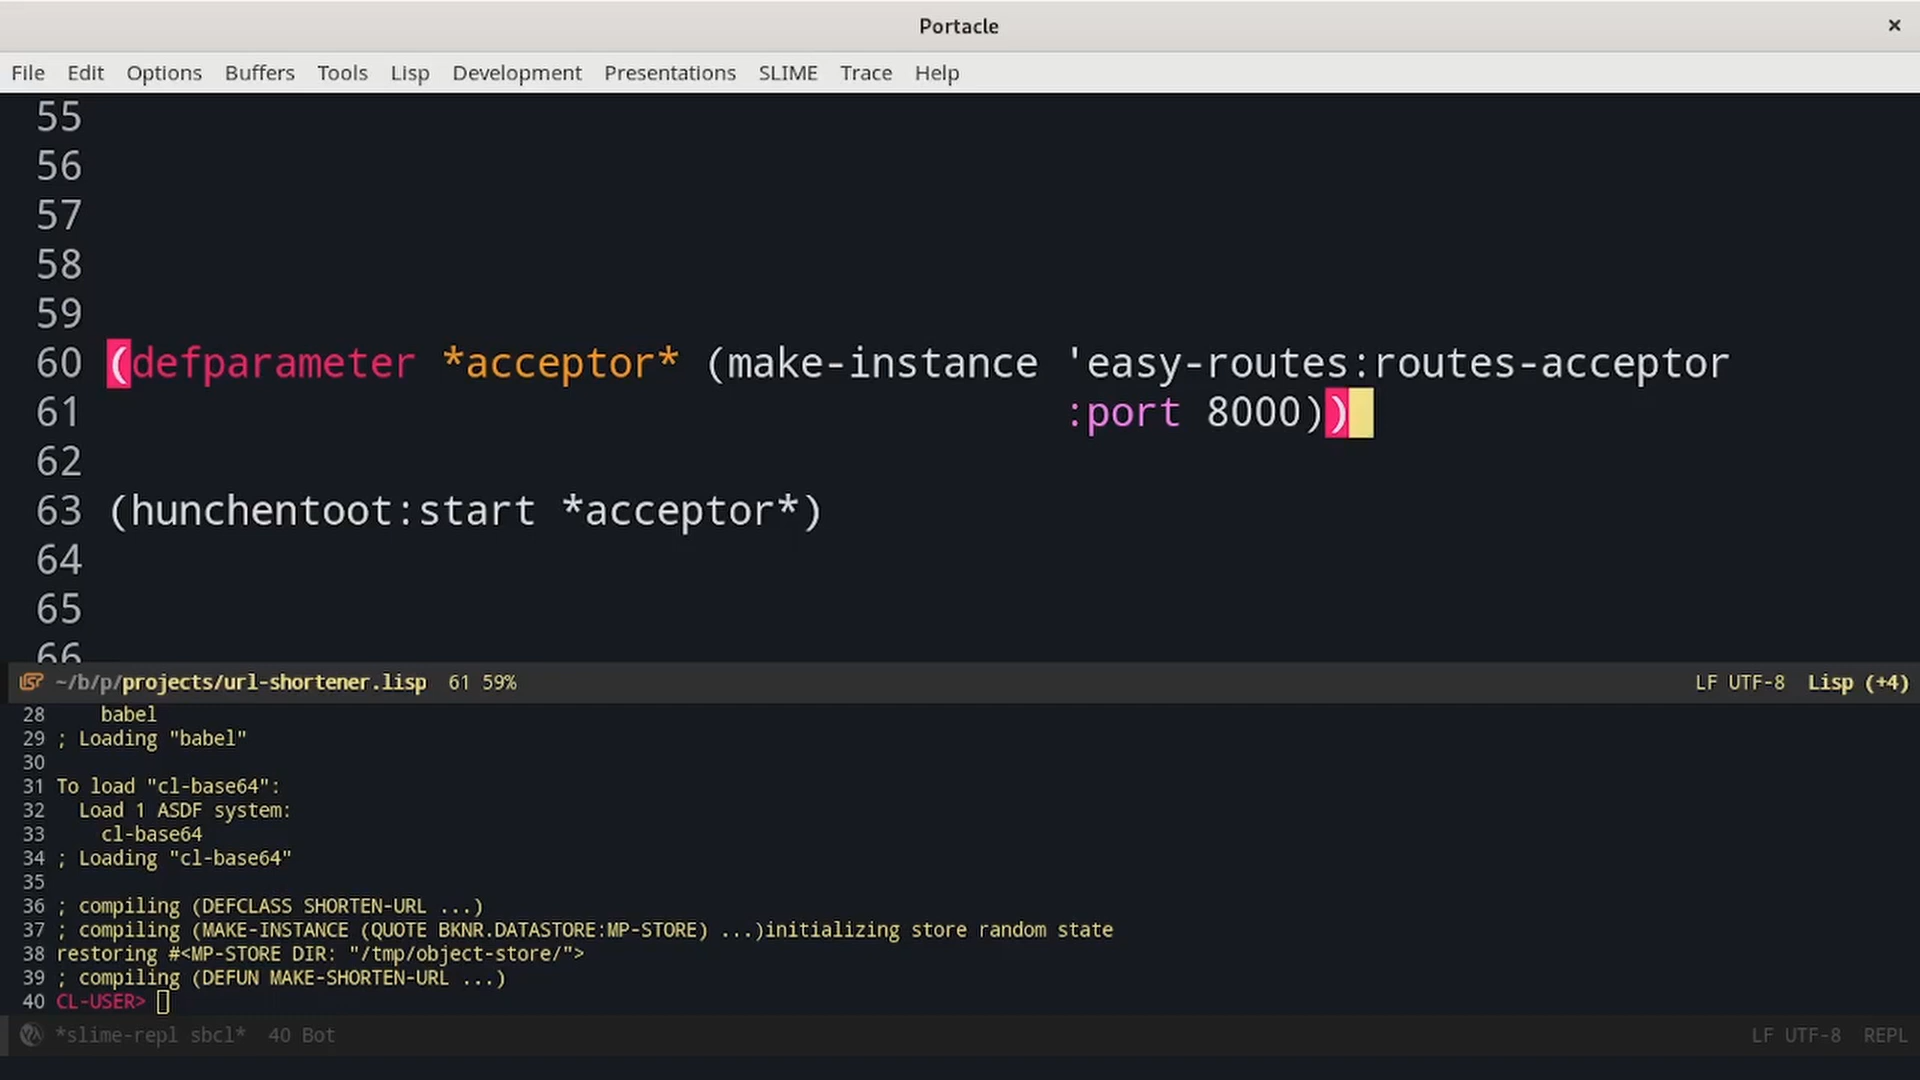 Portacle ×
File Edit Options Buffers Tools Lisp Development Presentations SLIME Trace Help
55
56
57
58
59
60 (defparameter *acceptor* (make-instance 'easy-routes:routes-acceptor
61 :port 8000))
62
63 (hunchentoot:start *acceptor*)
64
65
66
~/b/p/projects/url-shortener.lisp 61 59% LF UTF-8 Lisp (+4)
28 babel
29 ; Loading "babel"
30
31 To load "cl-base64":
32 Load 1 ASDF system:
33 cl-base64
34 ; Loading "cl-base64"
35
36 ; compiling (DEFCLASS SHORTEN-URL ...)
37 ; compiling (MAKE-INSTANCE (QUOTE BKNR.DATASTORE:MP-STORE) ...)initializing store random state
38 restoring #<MP-STORE DIR: "/tmp/object-store/">
39 ; compiling (DEFUN MAKE-SHORTEN-URL ...)
40 CL-USER>
*slime-repl sbcl* 40 Bot LF UTF-8 REPL